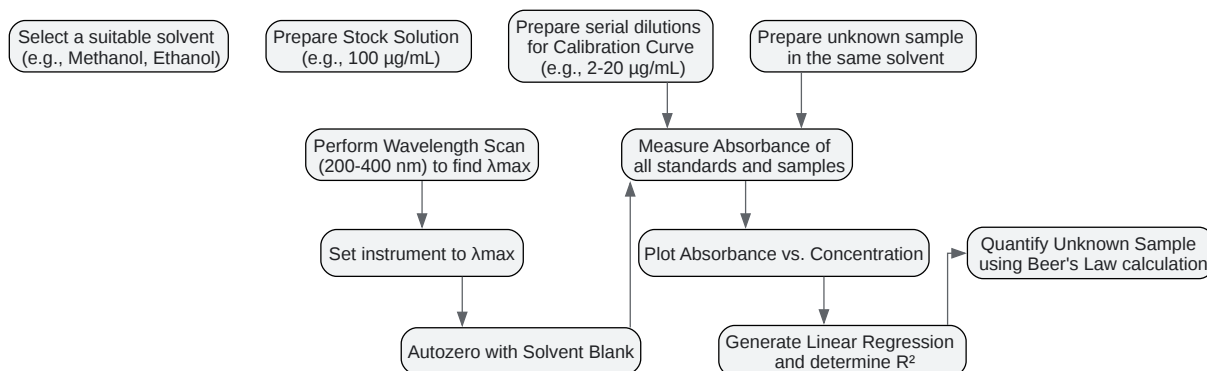 Select a suitable solvent
(e.g., Methanol, Ethanol)
Prepare Stock Solution
(e.g., 100 µg/mL)
Prepare serial dilutions
for Calibration Curve
(e.g., 2-20 µg/mL)
Prepare unknown sample
in the same solvent
Perform Wavelength Scan
(200-400 nm) to find λmax
Measure Absorbance of
all standards and samples
Set instrument to λmax
Plot Absorbance vs. Concentration
Quantify Unknown Sample
using Beer's Law calculation
Autozero with Solvent Blank
Generate Linear Regression
and determine R²